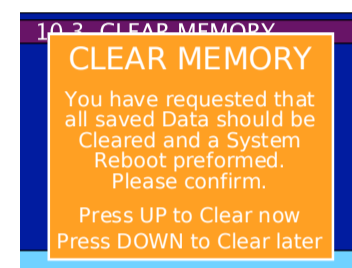 10.3 CLEAR MEMORY
CLEAR MEMORY
You have requested that
all saved Data should be
Cleared and a System
Reboot preformed.
Please confirm.
Press UP to Clear now
Press DOWN to Clear later